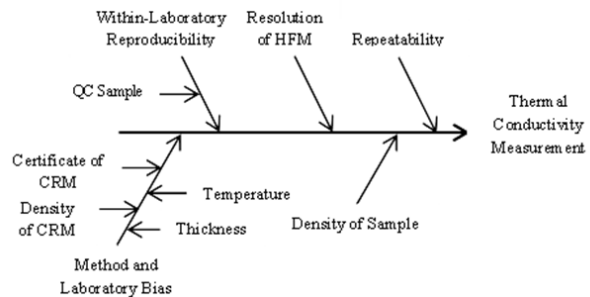 Within-Laboratory
Reproducibility
Resolution
of HFM
Repeatability
QC Sample
Thermal
Conductivity
Measurement
Certificate of
CRM
Temperature
Density
of CRM
Thickness
Density of Sample
Method and
Laboratory Bias